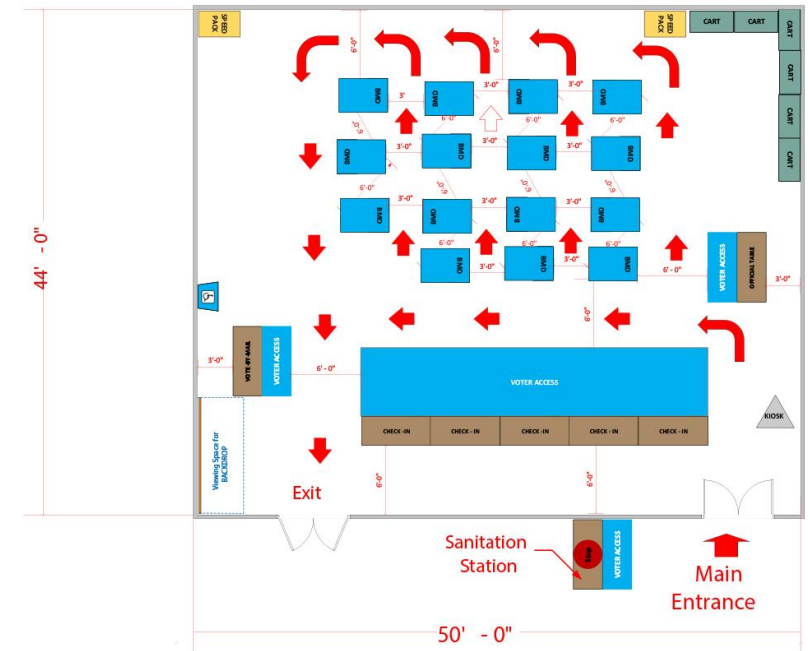 SPEED PACK
SPEED PACK
CART
CART
CART
CART
CART
CART
6'-0"
6'-0"
3'
3'-0"
3'-0"
BMD
BMD
BMD
BMD
6'-0"
6'-0"
6'-0"
6'-0"
3'-0"
3'-0"
3'-0"
BMD
BMD
BMD
BMD
6'-0"
6'-0"
6'-0"
3'-0"
3'-0"
3'-0"
BMD
BMD
BMD
BMD
6'-0"
6'-0"
6'-0"
3'-0"
3'-0"
BMD
BMD
BMD
6' - 0"
VOTER ACCESS
OFFICIAL TABLE
3'-0"
44' - 0"
6'-0"
3'-0"
VOTE-BY-MAIL
VOTER ACCESS
6' - 0"
VOTER ACCESS
CHECK -IN
CHECK - IN
CHECK -IN
CHECK - IN
CHECK - IN
KIOSK
Viewing Space for
BACKDROP
6'-0"
6'-0"
Exit
Sanitation
Station
Stop
VOTER ACCESS
Main
Entrance
50' - 0"